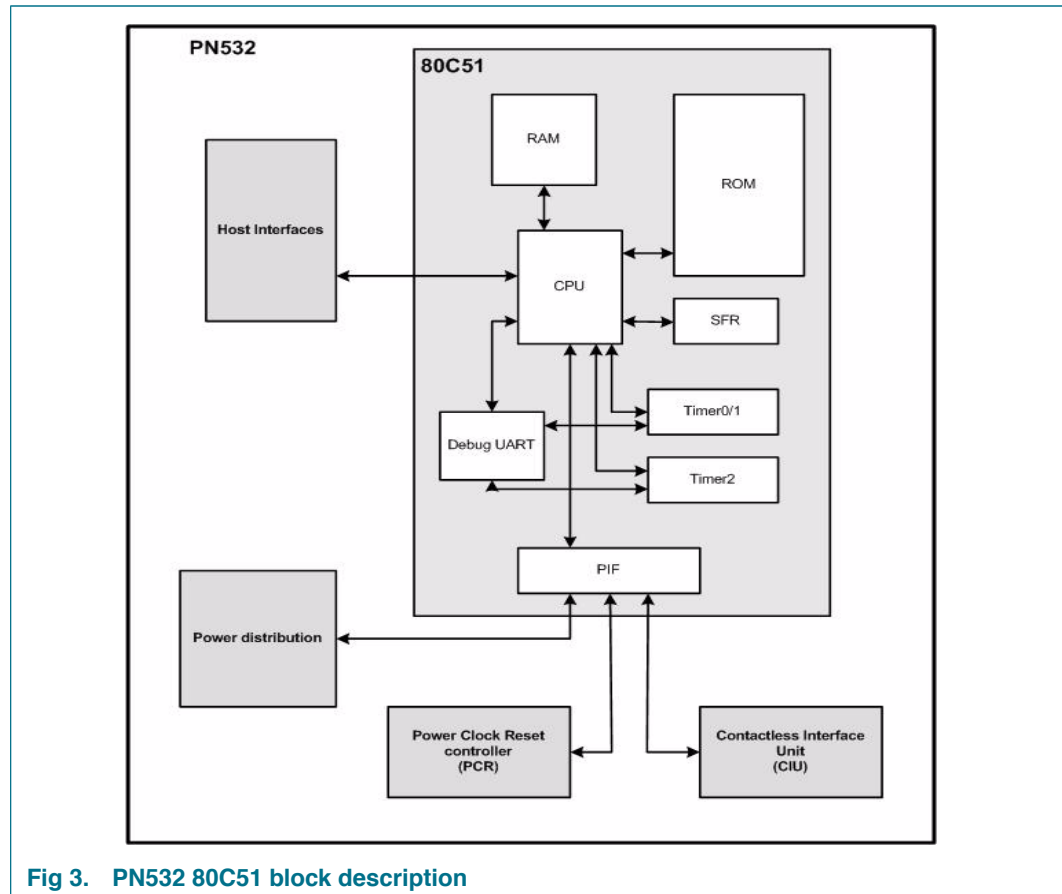 PN532
80C51
RAM
ROM
Host Interfaces
CPU
SFR
Timer0/1
Debug UART
Timer2
PIF
Power distribution
Power Clock Reset
controller
(PCR)
Contactless Interface
Unit
(CIU)
Fig 3. PN532 80C51 block description